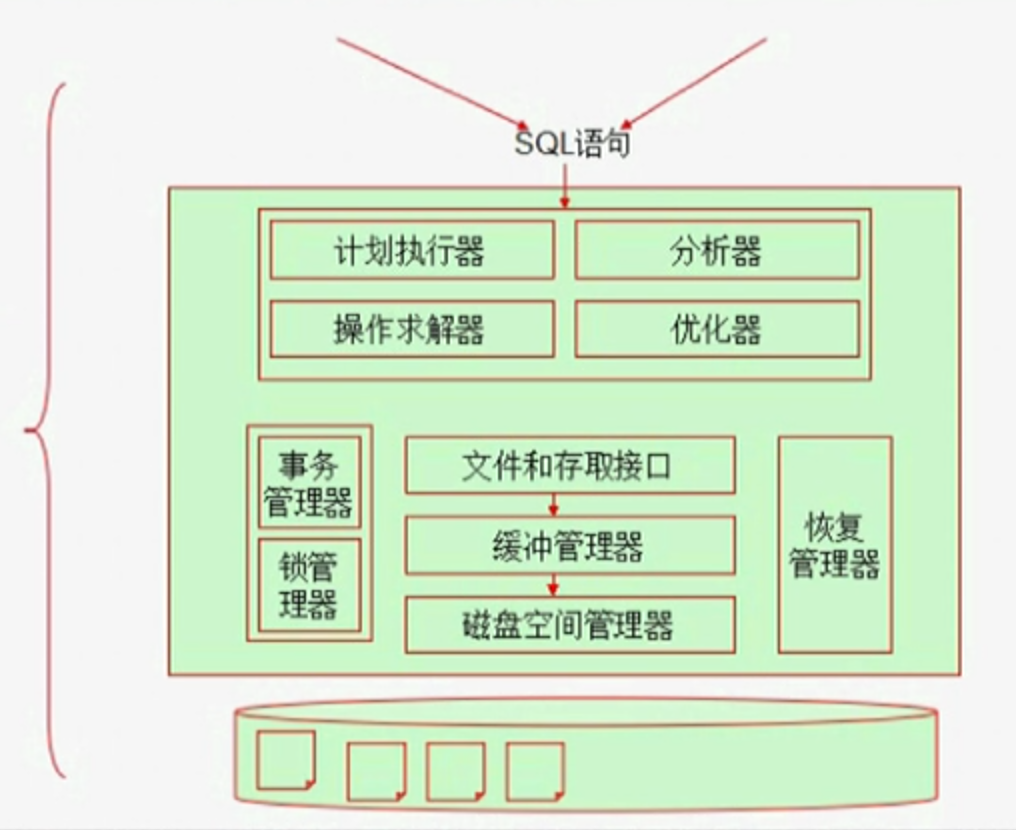 SQL语句
计划执行器
分析器
操作求解器
优化器
事务
管理器
锁管
理器
文件和存取接口
缓冲管理器
磁盘空间管理器
恢复
管理器